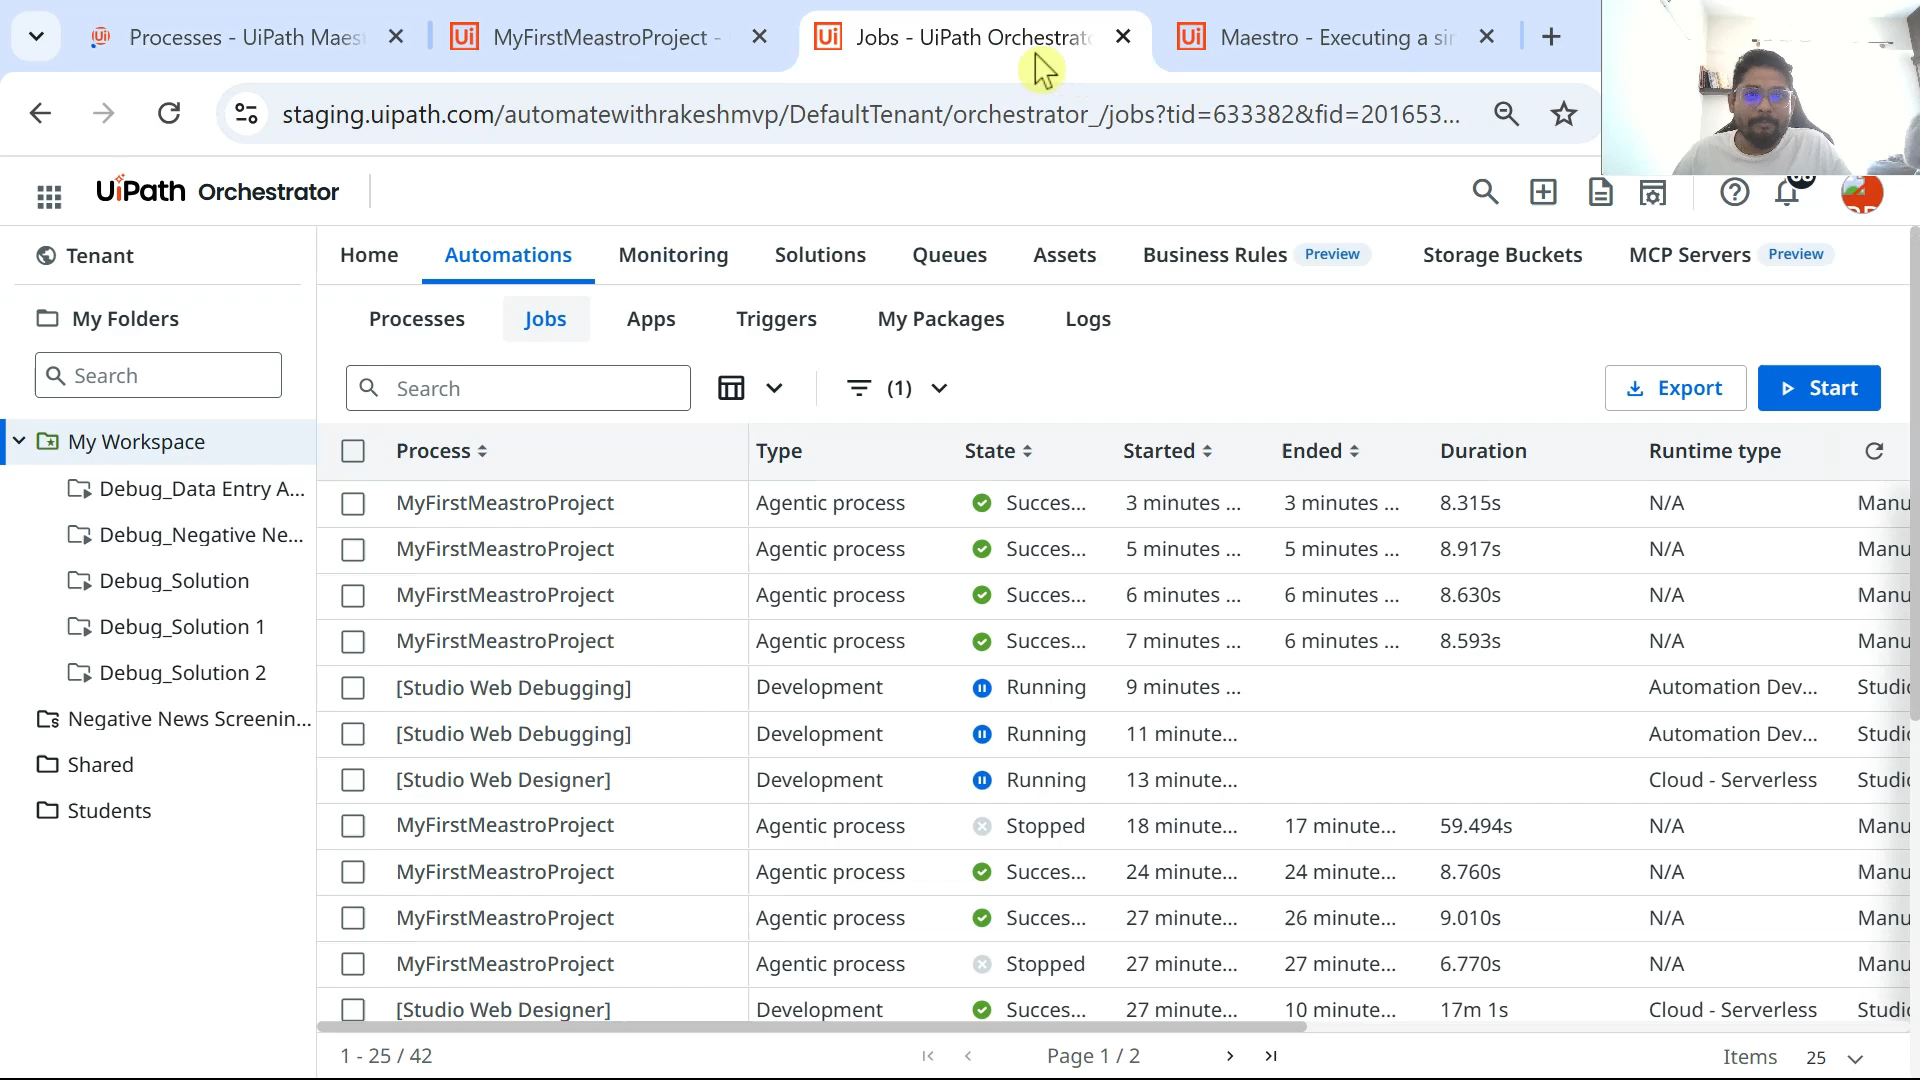 Processes - UiPath Maes
MyFirstMeastroProject -
Jobs - UiPath Orchestrato
Maestro - Executing a sin
staging.uipath.com/automatewithrakeshmvp/DefaultTenant/orchestrator_/jobs?tid=633382&fid=201653...
UiPath Orchestrator
Tenant
Home Automations Monitoring Solutions Queues Assets Business Rules Preview Storage Buckets MCP Servers Preview
My Folders
Processes Jobs Apps Triggers My Packages Logs
Search
Search (1) Export Start
My Workspace
Debug_Data Entry A...
Debug_Negative Ne...
Debug_Solution
Debug_Solution 1
Debug_Solution 2
Negative News Screenin...
Shared
Students
Process Type State Started Ended Duration Runtime type
MyFirstMeastroProject Agentic process Succes... 3 minutes ... 3 minutes ... 8.315s N/A Manu
MyFirstMeastroProject Agentic process Succes... 5 minutes ... 5 minutes ... 8.917s N/A Manu
MyFirstMeastroProject Agentic process Succes... 6 minutes ... 6 minutes ... 8.630s N/A Manu
MyFirstMeastroProject Agentic process Succes... 7 minutes ... 6 minutes ... 8.593s N/A Manu
[Studio Web Debugging] Development Running 9 minutes ... Automation Dev... Studio
[Studio Web Debugging] Development Running 11 minute... Automation Dev... Studio
[Studio Web Designer] Development Running 13 minute... Cloud - Serverless Studio
MyFirstMeastroProject Agentic process Stopped 18 minute... 17 minute... 59.494s N/A Manu
MyFirstMeastroProject Agentic process Succes... 24 minute... 24 minute... 8.760s N/A Manu
MyFirstMeastroProject Agentic process Succes... 27 minute... 26 minute... 9.010s N/A Manu
MyFirstMeastroProject Agentic process Stopped 27 minute... 27 minute... 6.770s N/A Manu
[Studio Web Designer] Development Succes... 27 minute... 10 minute... 17m 1s Cloud - Serverless Studio
1 - 25 / 42 Page 1 / 2 Items 25